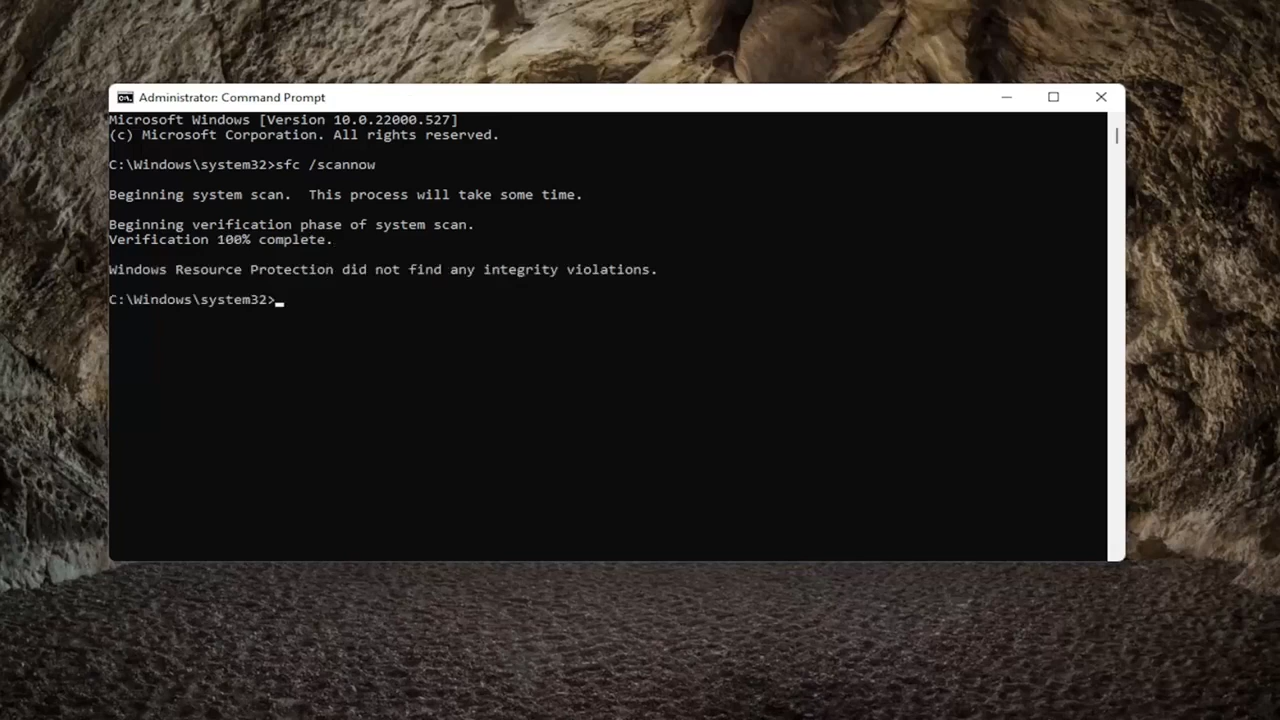 Administrator: Command Prompt
Microsoft Windows [Version 10.0.22000.527]
(c) Microsoft Corporation. All rights reserved.
C:\Windows\system32>sfc /scannow
Beginning system scan.  This process will take some time.
Beginning verification phase of system scan.
Verification 100% complete.
Windows Resource Protection did not find any integrity violations.
C:\Windows\system32>